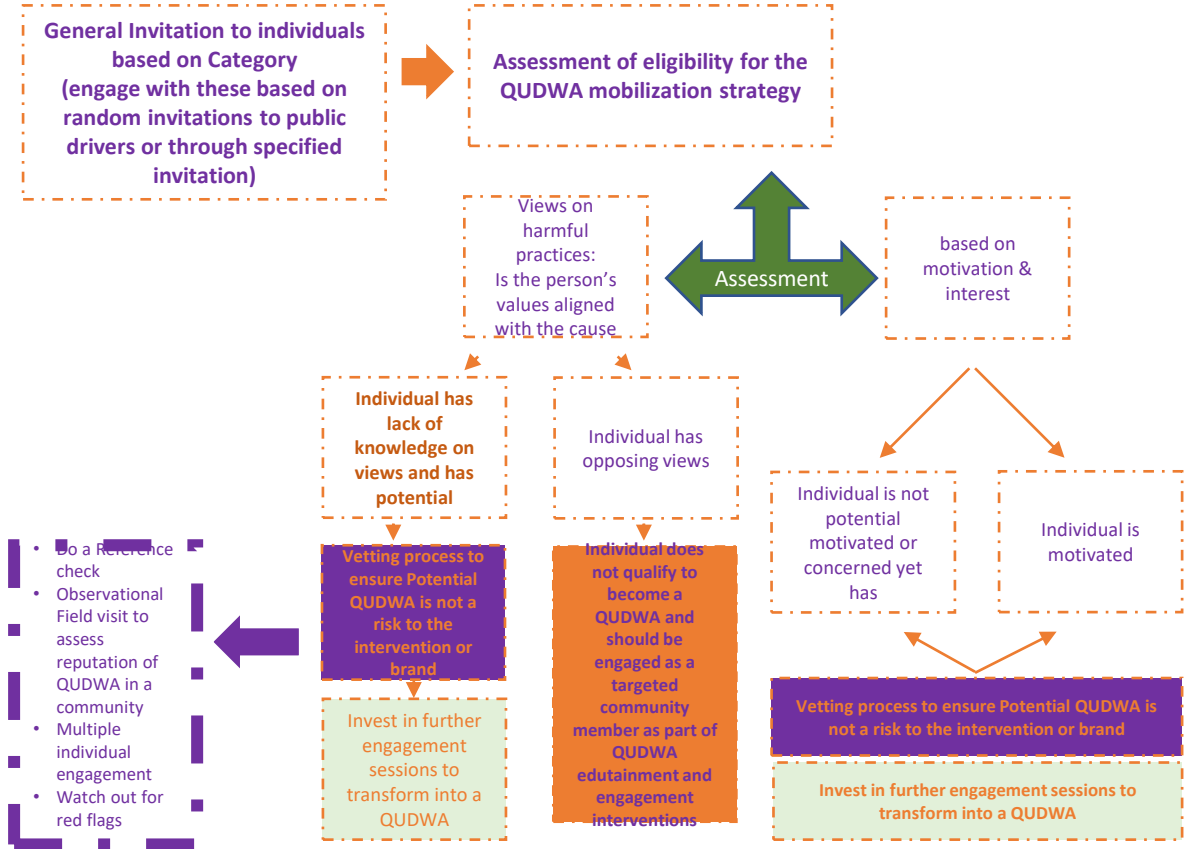 General Invitation to individuals
based on Category
(engage with these based on
random invitations to public
drivers or through specified
invitation)
Assessment of eligibility for the
QUDWA mobilization strategy
Views on
harmful
practices:
Is the person's
values aligned
with the cause
Assessment
based on
motivation &
interest
Individual has
lack of
knowledge on
views and has
potential
Individual has
opposing views
Individual is not
potential
motivated or
concerned yet
has
Individual is
motivated
• Do a Reference
check
• Observational
Field visit to
assess
reputation of
QUDWA in a
community
• Multiple
individual
engagement
• Watch out for
red flags
Vetting process to
ensure Potential
QUDWA is not a
risk to the
intervention or
brand
Invest in further
engagement
sessions to
transform into a
QUDWA
Individual does
not qualify to
become a
QUDWA and
should be
engaged as a
targeted
community
member as part of
QUDWA
edutainment and
engagement
interventions
Vetting process to ensure Potential QUDWA is
not a risk to the intervention or brand
Invest in further engagement sessions to
transform into a QUDWA